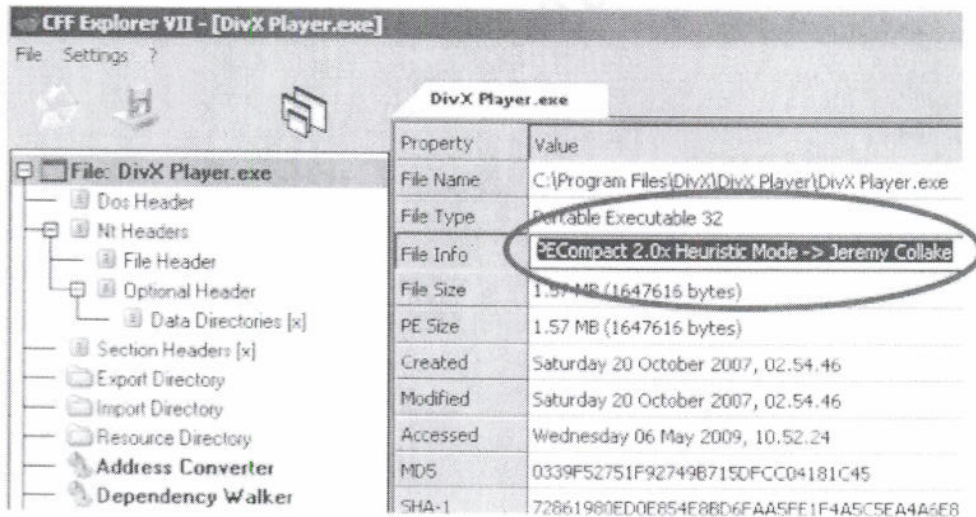 CFF Explorer VII - [DivX Player.exe]
File Settings ?
DivX Player.exe
File: DivX Player.exe
Dos Header
Nt Headers
File Header
Optional Header
Data Directories [x]
Section Headers [x]
Export Directory
Import Directory
Resource Directory
Address Converter
Dependency Walker
Property Value
File Name C:\Program Files\DivX\DivX Player\DivX Player.exe
File Type Portable Executable 32
File Info PECompact 2.0x Heuristic Mode -> Jeremy Collake
File Size 1.57 MB (1647616 bytes)
PE Size 1.57 MB (1647616 bytes)
Created Saturday 20 October 2007, 02.54.46
Modified Saturday 20 October 2007, 02.54.46
Accessed Wednesday 06 May 2009, 10.52.24
MD5 0339F52751F92749B715DFCC04181C45
SHA-1 72861980ED0E854E8BD6FAA5FE1F4A5C5EA4A6E8